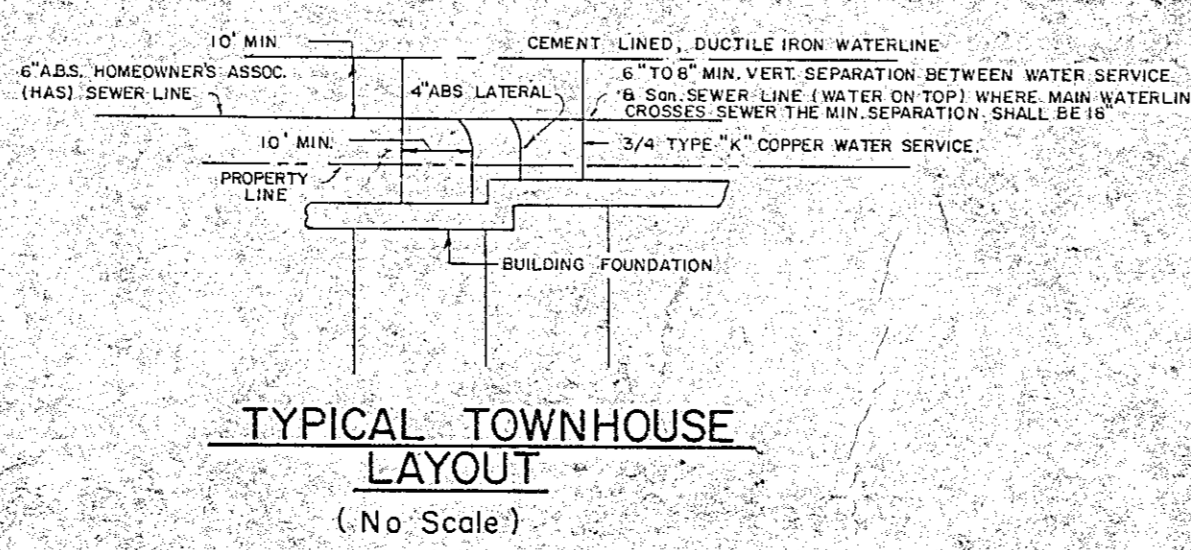 10' MIN.
CEMENT LINED, DUCTILE IRON WATERLINE
6" A.B.S. HOMEOWNER'S ASSOC.
(HAS) SEWER LINE
4" ABS LATERAL
6" TO 8" MIN. VERT. SEPARATION BETWEEN WATER SERVICE
& San. SEWER LINE (WATER ON TOP) WHERE MAIN WATERLIN
CROSSES SEWER THE MIN. SEPARATION SHALL BE 18"
10' MIN.
3/4 TYPE "K" COPPER WATER SERVICE.
PROPERTY
LINE
BUILDING FOUNDATION
TYPICAL TOWNHOUSE
LAYOUT
(No Scale)